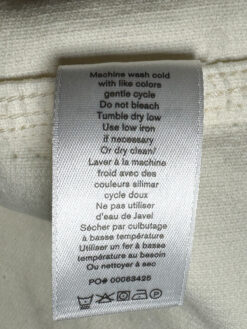 Machine wash cold
with like colors
gentle cycle
Do not bleach
Tumble dry low
Use low iron
if necessary
Or dry clean/
Laver à la machine
froid avec des
couleurs silimar
cycle doux
Ne pas utiliser
d'eau de Javel
Sécher par culbutage
à basse température
Utiliser un fer à basse
température au besoin
Ou nettoyer à sec
PO# 00063425